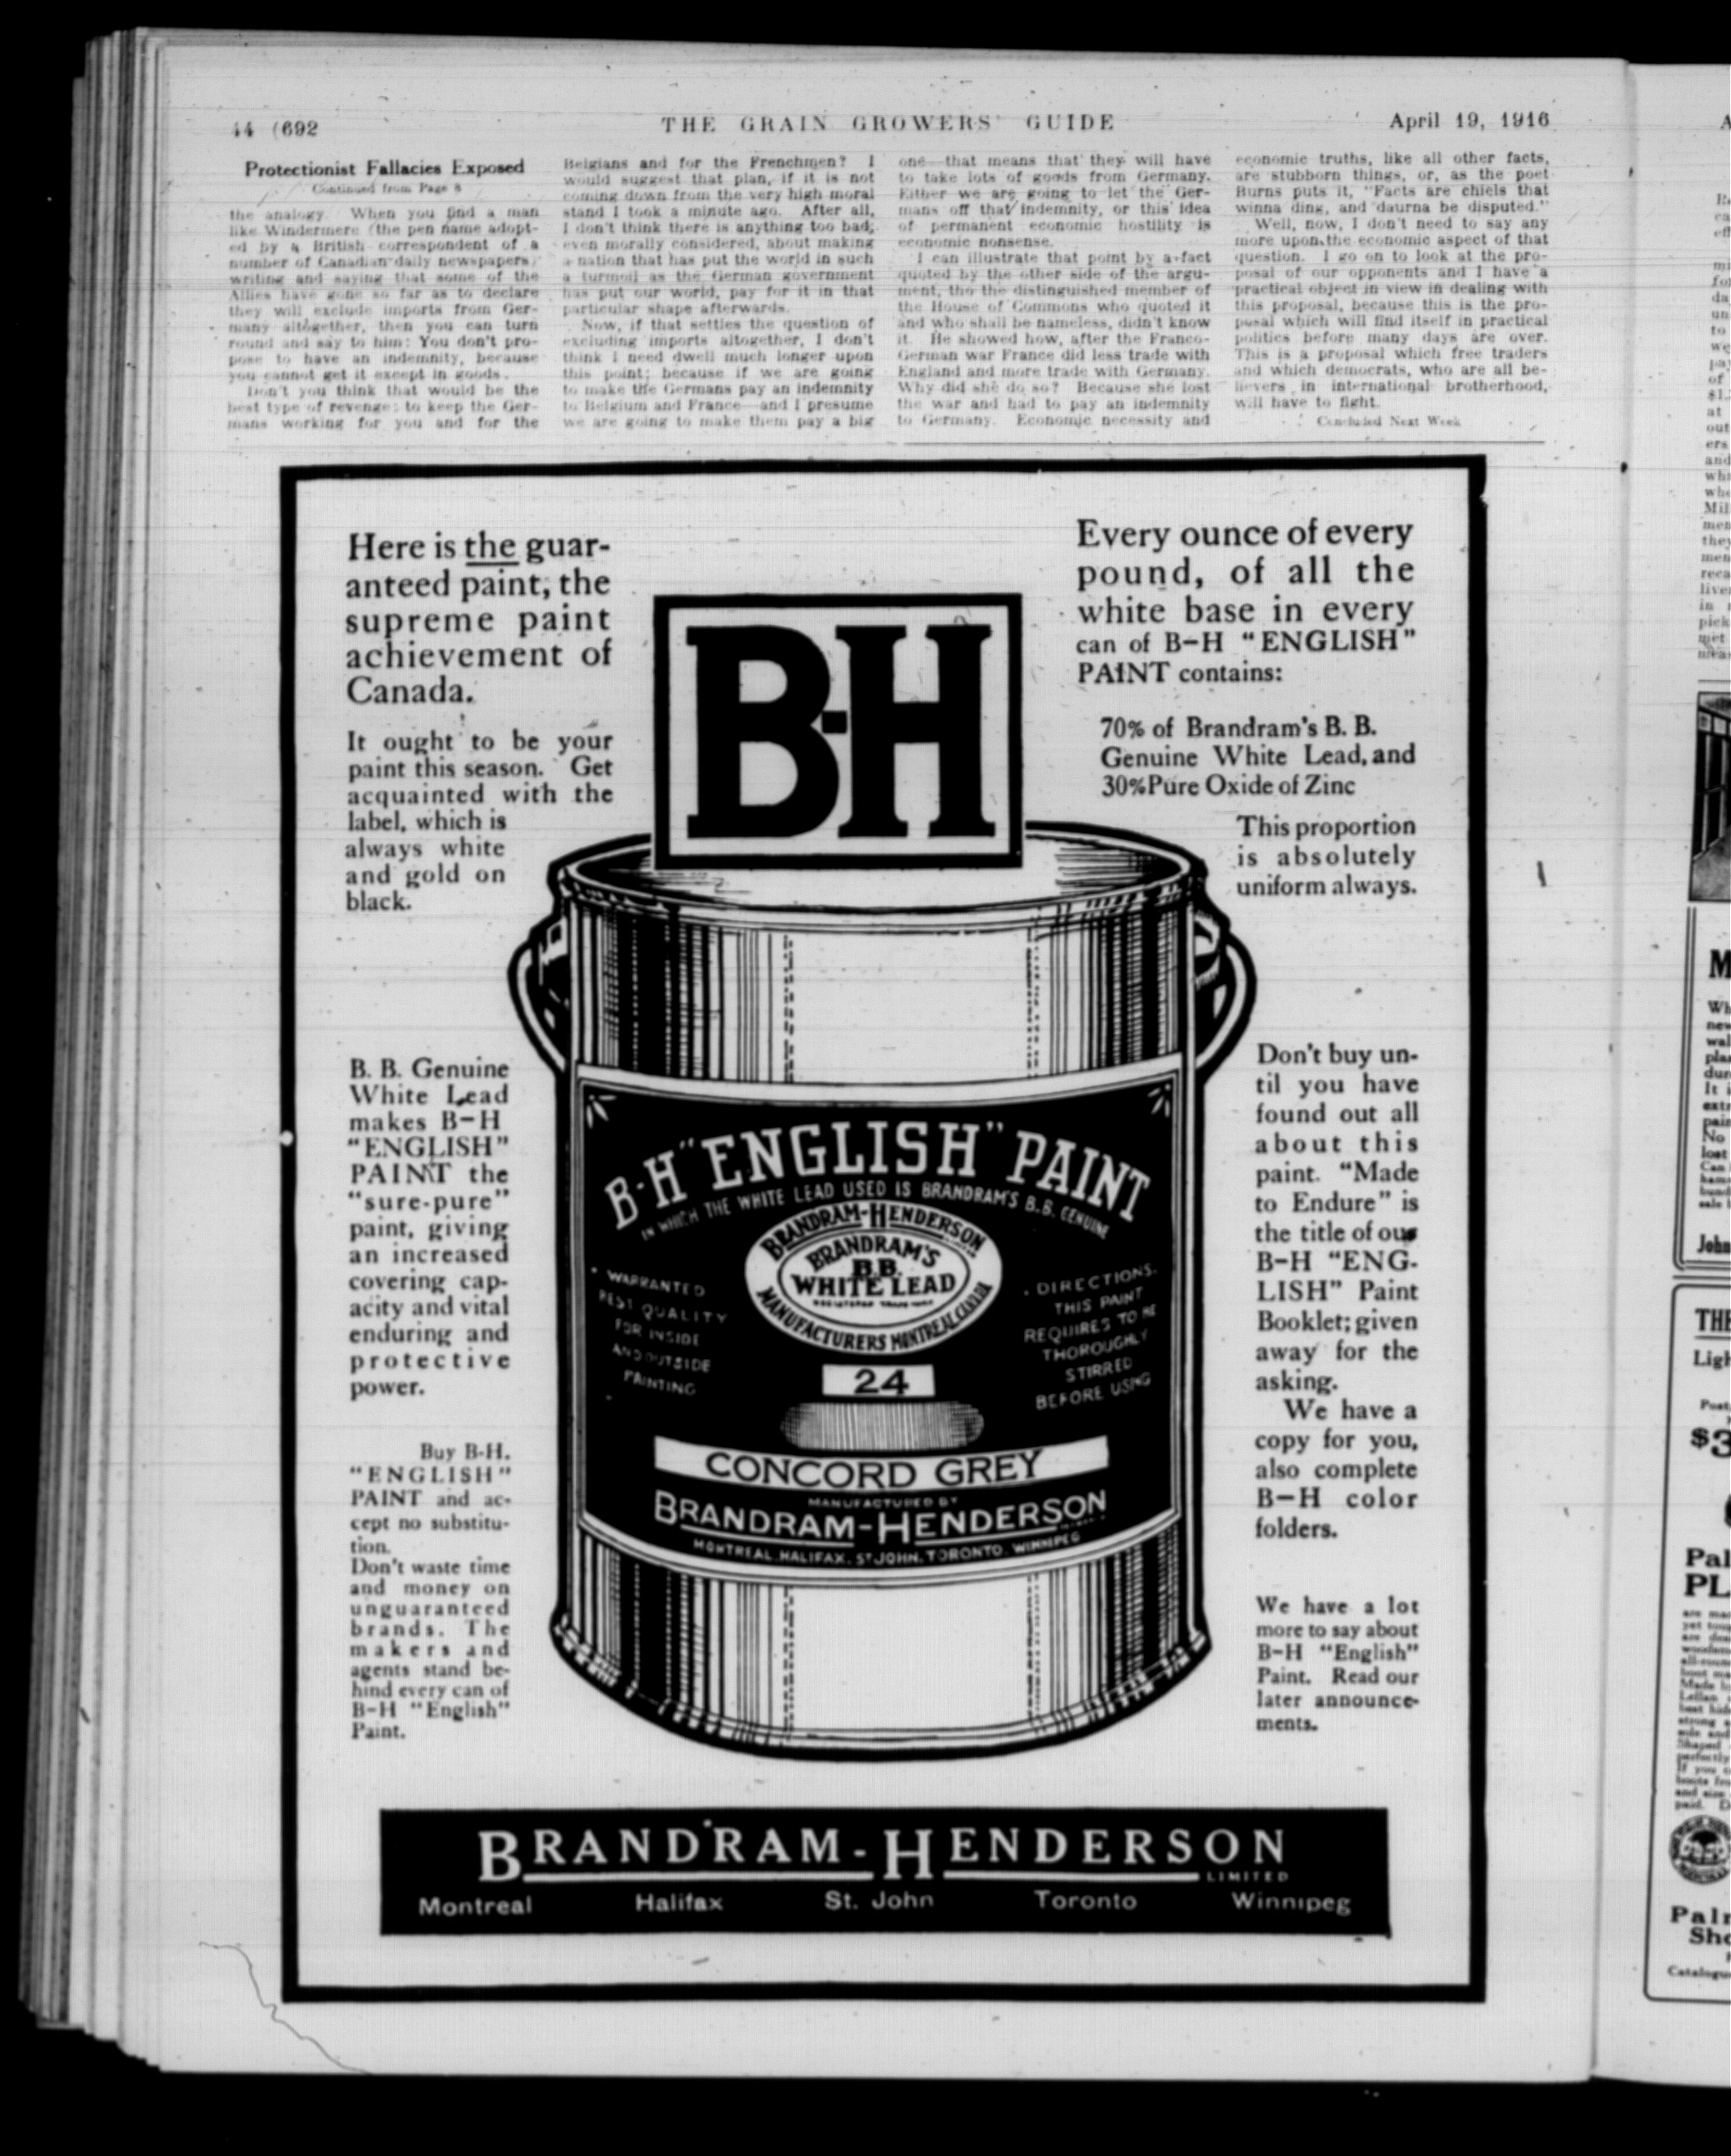 44 (692
THE GRAIN GROWERS' GUIDE
April 19, 1916
Protectionist Fallacies Exposed
Continued from Page 8
the analogy. When you find a man
like Windermere (the pen name adopt-
ed by a British correspondent of a
number of Canadian daily newspapers)
writing and saying that some of the
Allies have gone so far as to declare
they will exclude imports from Ger-
many altogether, then you can turn
round and say to him: You don't pro-
pose to have an indemnity, because
you cannot get it except in goods.
Don't you think that would be the
best type of revenge: to keep the Ger-
mans working for you and for the
Belgians and for the Frenchmen? I
would suggest that plan, if it is not
coming down from the very high moral
stand I took a minute ago. After all,
I don't think there is anything too bad,
even morally considered, about making
a nation that has put the world in such
a turmoil as the German government
has put our world, pay for it in that
particular shape afterwards.
Now, if that settles the question of
excluding imports altogether, I don't
think I need dwell much longer upon
this point; because if we are going
to make the Germans pay an indemnity
to Belgium and France—and I presume
we are going to make them pay a big
one—that means that they will have
to take lots of goods from Germany.
Either we are going to let the Ger-
mans off that indemnity, or this idea
of permanent economic hostility is
economic nonsense.
I can illustrate that point by a fact
quoted by the other side of the argu-
ment, tho the distinguished member of
the House of Commons who quoted it
and who shall be nameless, didn't know
it. He showed how, after the Franco-
German war France did less trade with
England and more trade with Germany.
Why did she do so? Because she lost
the war and had to pay an indemnity
to Germany. Economic necessity and
economic truths, like all other facts,
are stubborn things, or, as the poet
Burns puts it, "Facts are chiels that
winna ding, and daurna be disputed."
Well, now, I don't need to say any
more upon the economic aspect of that
question. I go on to look at the pro-
posal of our opponents and I have a
practical object in view in dealing with
this proposal, because this is the pro-
posal which will find itself in practical
politics before many days are over.
This is a proposal which free traders
and which democrats, who are all be-
lievers in international brotherhood,
will have to fight.
Concluded Next Week
Here is the guar-
anteed paint, the
supreme paint
achievement of
Canada.
It ought to be your
paint this season. Get
acquainted with the
label, which is
always white
and gold on
black.
B-H
Every ounce of every
pound, of all the
white base in every
can of B-H "ENGLISH"
PAINT contains:
70% of Brandram's B. B.
Genuine White Lead, and
30% Pure Oxide of Zinc
This proportion
is absolutely
uniform always.
B. B. Genuine
White Lead
makes B-H
"ENGLISH"
PAINT the
"sure-pure"
paint, giving
an increased
covering cap-
acity and vital
enduring and
protective
power.
Buy B-H.
"ENGLISH"
PAINT and ac-
cept no substitu-
tion.
Don't waste time
and money on
unguaranteed
brands. The
makers and
agents stand be-
hind every can of
B-H "English"
Paint.
B-H "ENGLISH" PAINT
IN WHICH THE WHITE LEAD USED IS BRANDRAM'S B.B. GENUINE
BRANDRAM-HENDERSON
BRANDRAM'S
B.B.
WHITE LEAD
REGISTERED TRADE MARK
MANUFACTURERS MONTREAL CANADA
WARRANTED
BEST QUALITY
FOR INSIDE
AND OUTSIDE
PAINTING
DIRECTIONS.
THIS PAINT
REQUIRES TO BE
THOROUGHLY
STIRRED
BEFORE USING
24
CONCORD GREY
MANUFACTURED BY
BRANDRAM-HENDERSON
MONTREAL. HALIFAX. ST JOHN. TORONTO. WINNIPEG
Don't buy un-
til you have
found out all
about this
paint. "Made
to Endure" is
the title of our
B-H "ENG-
LISH" Paint
Booklet; given
away for the
asking.
We have a
copy for you,
also complete
B-H color
folders.
We have a lot
more to say about
B-H "English"
Paint. Read our
later announce-
ments.
BRANDRAM-HENDERSON
LIMITED
Montreal Halifax St. John Toronto Winnipeg